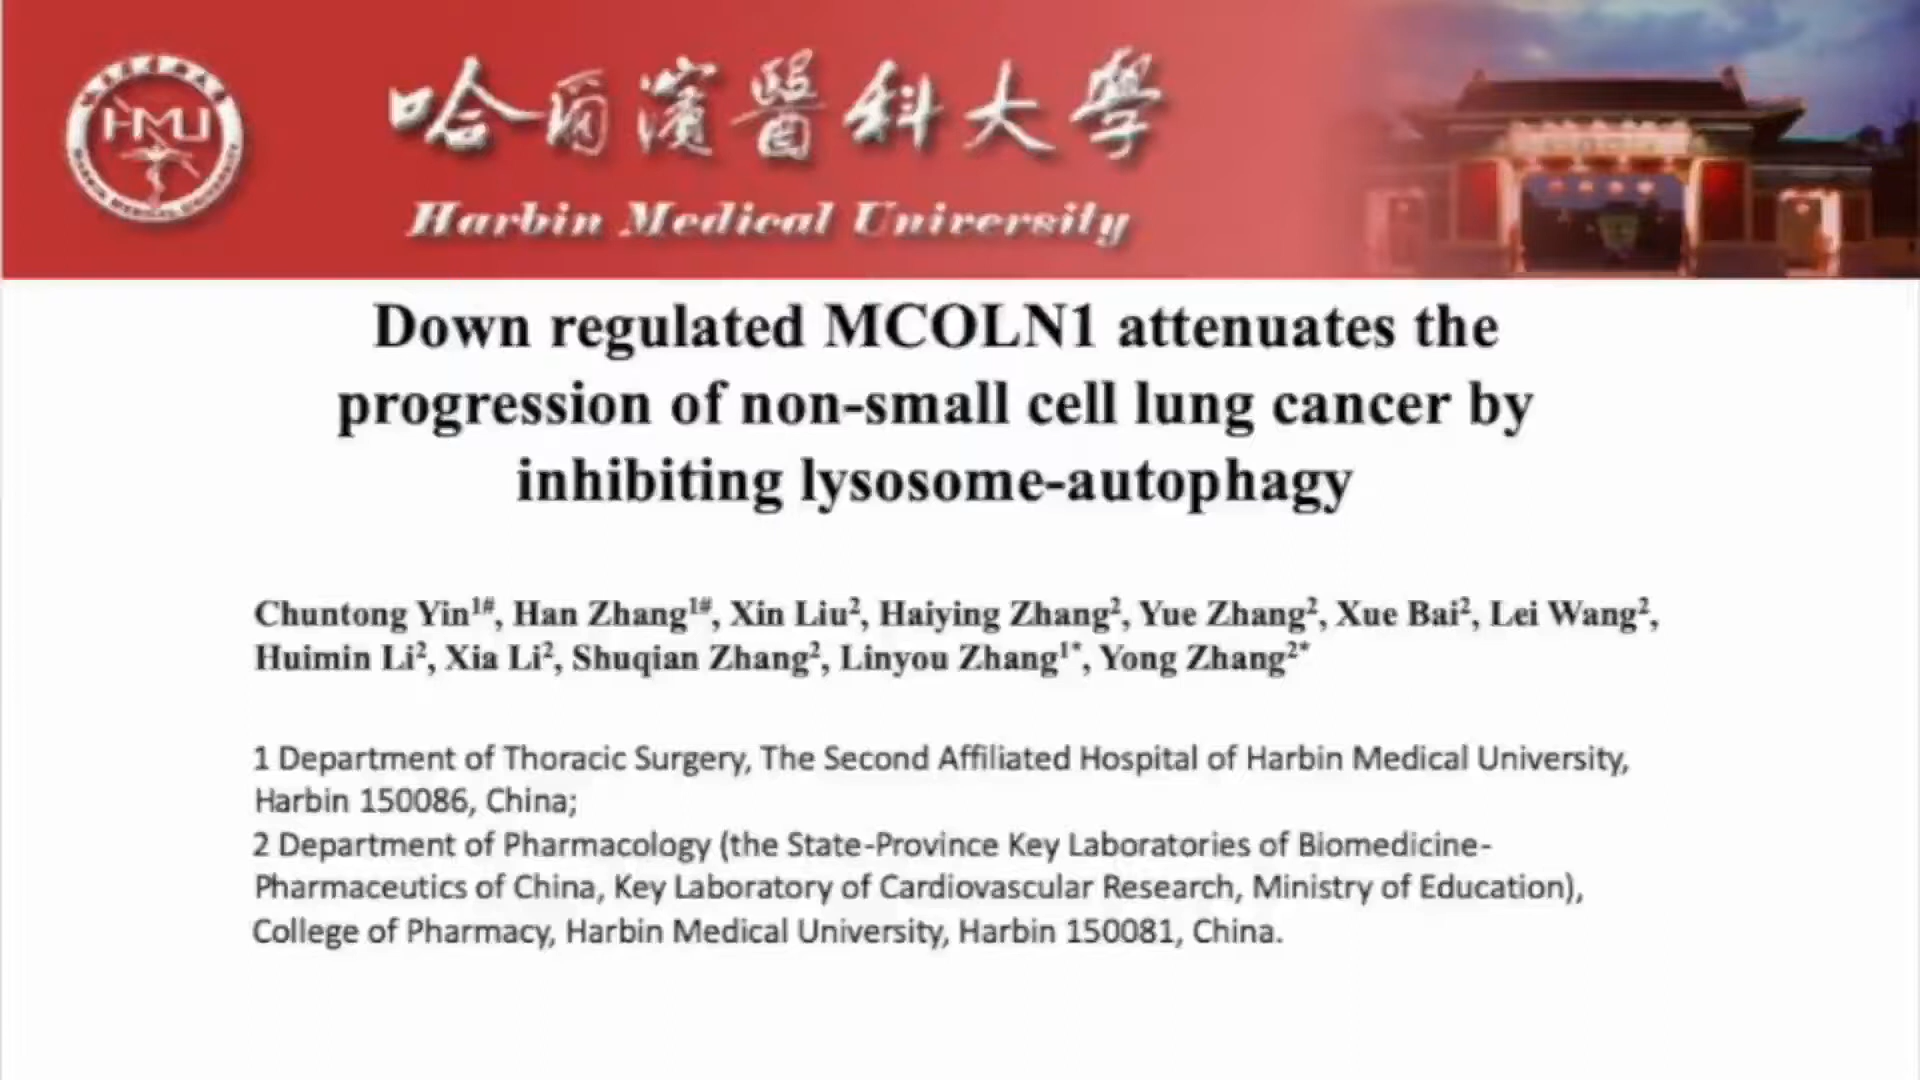 HMU
HARBIN MEDICAL UNIVERSITY
哈爾濱醫科大學
Harbin Medical University
Down regulated MCOLN1 attenuates the
progression of non-small cell lung cancer by
inhibiting lysosome-autophagy
Chuntong Yin¹#, Han Zhang¹#, Xin Liu², Haiying Zhang², Yue Zhang², Xue Bai², Lei Wang²,
Huimin Li², Xia Li², Shuqian Zhang², Linyou Zhang¹*, Yong Zhang²*
1 Department of Thoracic Surgery, The Second Affiliated Hospital of Harbin Medical University,
Harbin 150086, China;
2 Department of Pharmacology (the State-Province Key Laboratories of Biomedicine-
Pharmaceutics of China, Key Laboratory of Cardiovascular Research, Ministry of Education),
College of Pharmacy, Harbin Medical University, Harbin 150081, China.